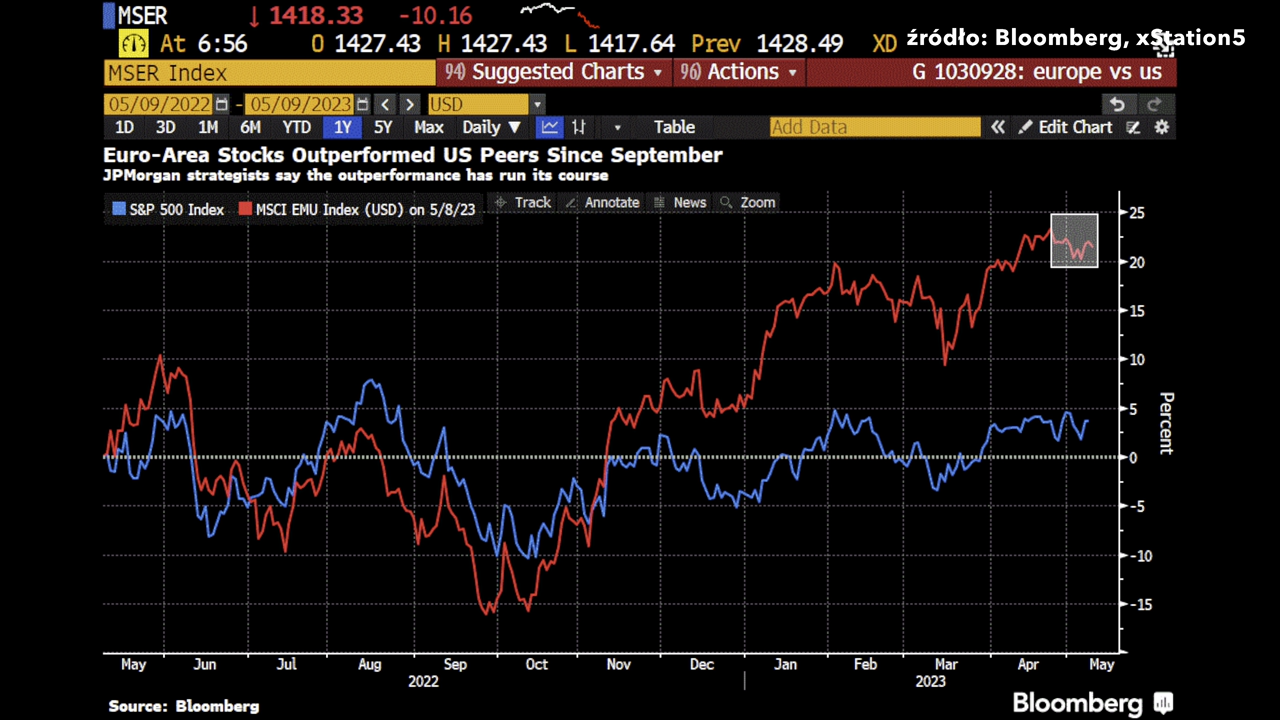 MSER ↓ 1418.33 -10.16
At 6:56 O 1427.43 H 1427.43 L 1417.64 Prev 1428.49 XD
źródło: Bloomberg, xStation5
MSER Index 94) Suggested Charts ▾ 96) Actions ▾ G 1030928: europe vs us
05/09/2022 - 05/09/2023 < > USD ▾
1D 3D 1M 6M YTD 1Y 5Y Max Daily ▼ ▾ Table Add Data « Edit Chart
Euro-Area Stocks Outperformed US Peers Since September
JPMorgan strategists say the outperformance has run its course
S&P 500 Index MSCI EMU Index (USD) on 5/8/23
Track Annotate News Zoom
25
20
15
10
5
0
-5
-10
-15
Percent
May Jun Jul Aug Sep Oct Nov Dec Jan Feb Mar Apr May
2022 2023
Source: Bloomberg
Bloomberg